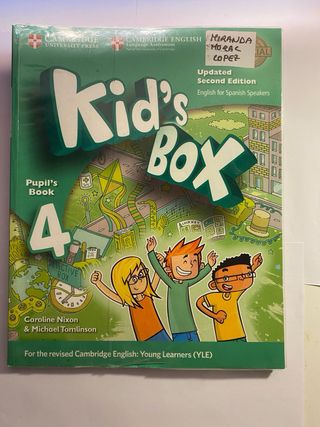 CAMBRIDGE
UNIVERSITY PRESS
CAMBRIDGE ENGLISH
Language Assessment
MIRANDA
MORAC
LOPEZ
Updated
Second Edition
English for Spanish Speakers
Kid's
BOX
Pupil's
Book
4
Caroline Nixon
& Michael Tomlinson
For the revised Cambridge English: Young Learners (YLE)